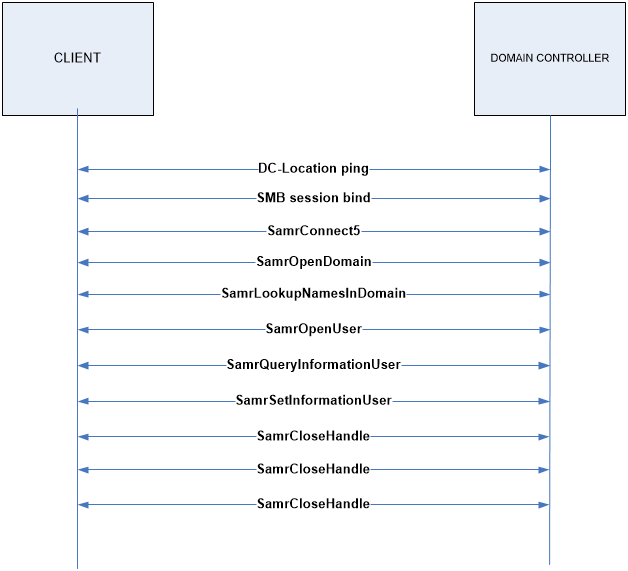 CLIENT
DOMAIN CONTROLLER
DC-Location ping
SMB session bind
SamrConnect5
SamrOpenDomain
SamrLookupNamesInDomain
SamrOpenUser
SamrQueryInformationUser
SamrSetInformationUser
SamrCloseHandle
SamrCloseHandle
SamrCloseHandle